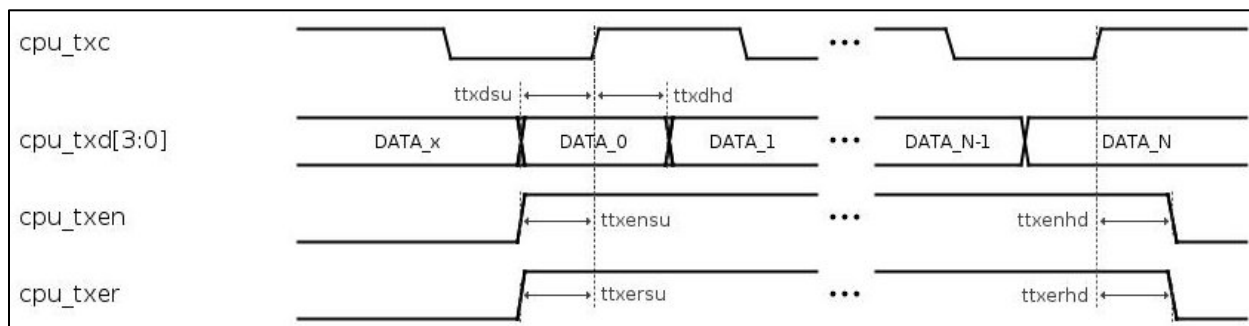 cpu_txc
ttxdsu ttxdhd
cpu_txd[3:0] DATA_x DATA_0 DATA_1 DATA_N-1 DATA_N
cpu_txen ttxensu ttxenhd
cpu_txer ttxersu ttxerhd